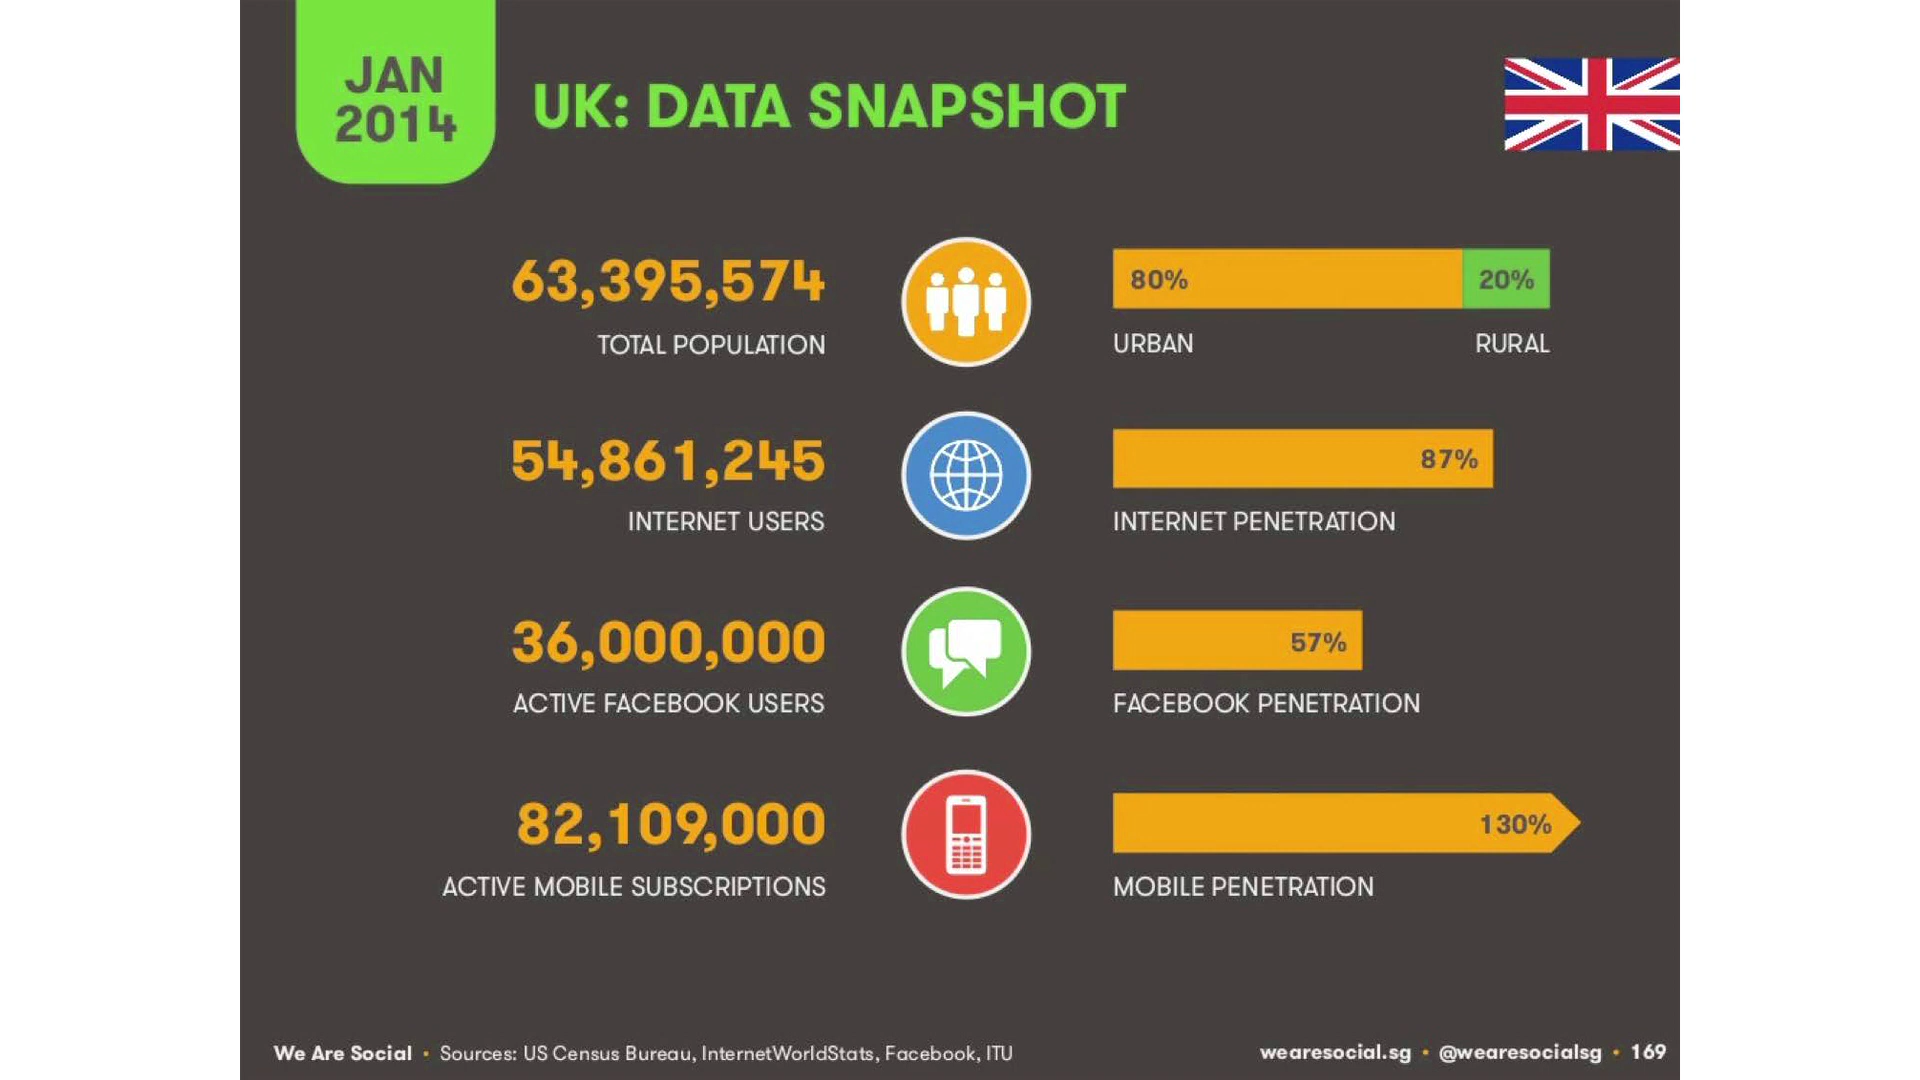 JAN
2014
UK: DATA SNAPSHOT
63,395,574
TOTAL POPULATION
80%
20%
URBAN
RURAL
54,861,245
INTERNET USERS
87%
INTERNET PENETRATION
36,000,000
ACTIVE FACEBOOK USERS
57%
FACEBOOK PENETRATION
82,109,000
ACTIVE MOBILE SUBSCRIPTIONS
130%
MOBILE PENETRATION
We Are Social • Sources: US Census Bureau, InternetWorldStats, Facebook, ITU
wearesocial.sg • @wearesocialsg • 169